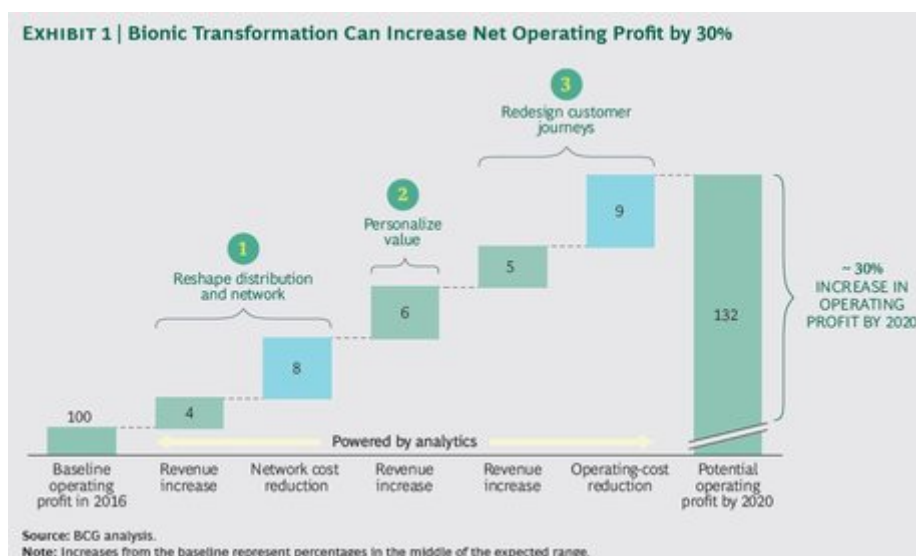 EXHIBIT 1 | Bionic Transformation Can Increase Net Operating Profit by 30%
3
Redesign customer
journeys
2
Personalize
value
1
Reshape distribution
and network
9
5
6
8
4
100
132
~ 30%
INCREASE IN
OPERATING
PROFIT BY 2020
Powered by analytics
Baseline
operating
profit in 2016
Revenue
increase
Network cost
reduction
Revenue
increase
Revenue
increase
Operating-cost
reduction
Potential
operating
profit by 2020
Source: BCG analysis.
Note: Increases from the baseline represent percentages in the middle of the expected range.